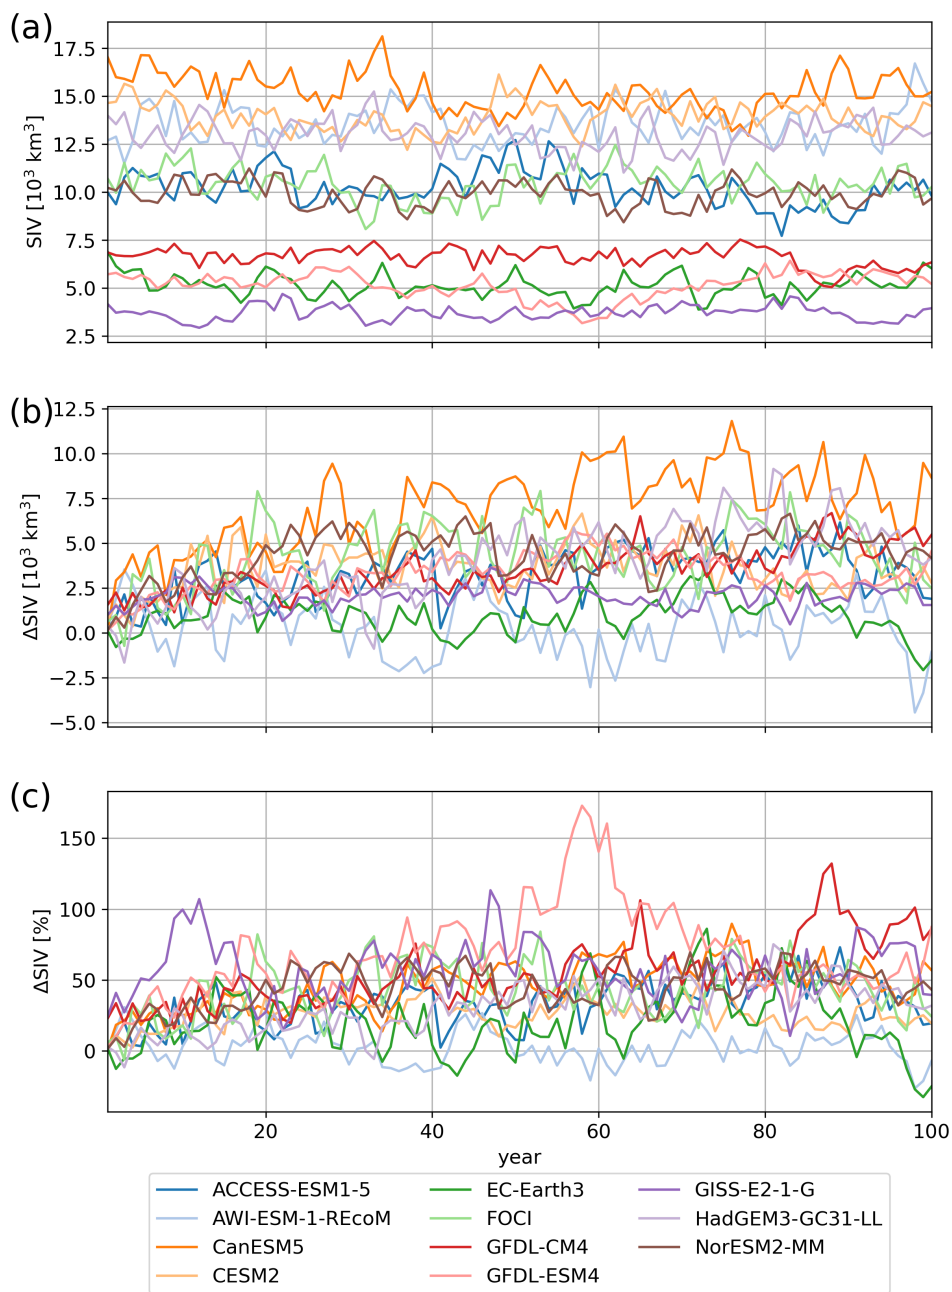 (a)
17.5
15.0
12.5
10.0
7.5
5.0
2.5
SIV [10³ km³]
(b)
12.5
10.0
7.5
5.0
2.5
0.0
−2.5
−5.0
ΔSIV [10³ km³]
(c)
150
100
50
0
ΔSIV [%]
20 40 60 80 100
year
ACCESS-ESM1-5 EC-Earth3 GISS-E2-1-G
AWI-ESM-1-REcoM FOCI HadGEM3-GC31-LL
CanESM5 GFDL-CM4 NorESM2-MM
CESM2 GFDL-ESM4